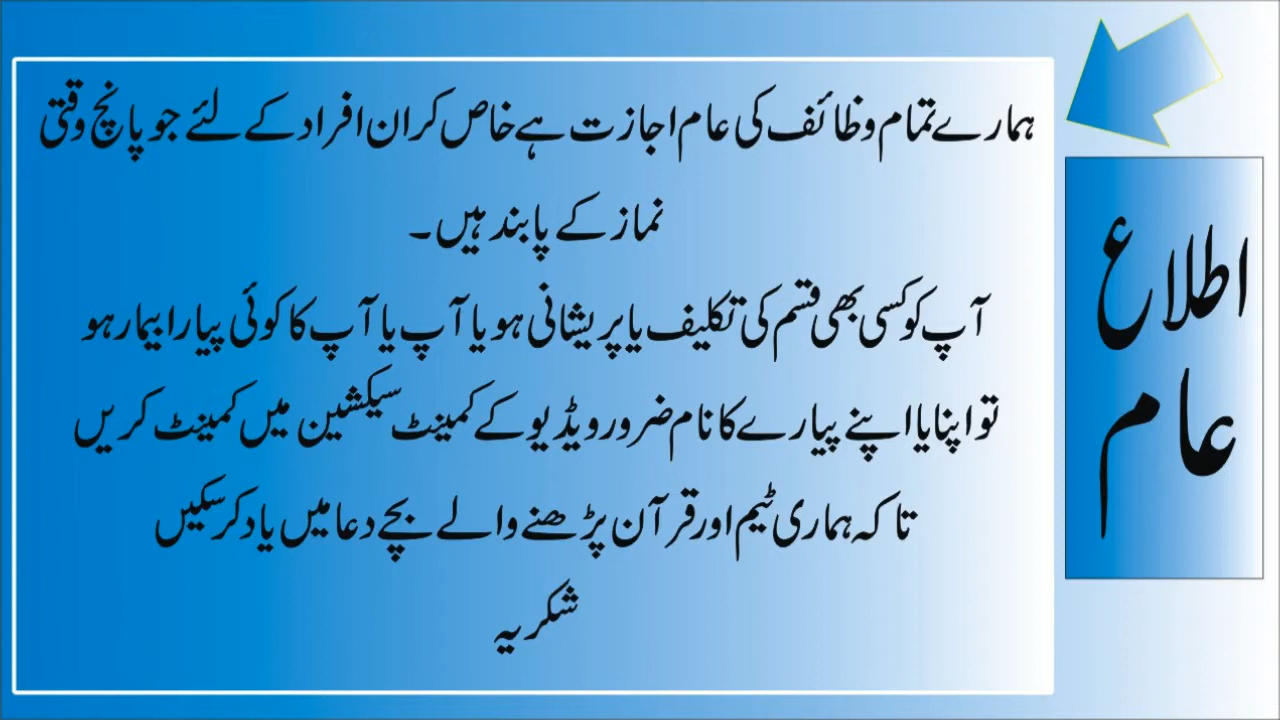 اطلاع
عام
ہمارے تمام وظائف کی عام اجازت ہے خاص کر ان افراد کے لئے جو پانچ وقتی
نماز کے پابند ہیں۔
آپ کو کسی بھی قسم کی تکلیف یا پریشانی ہو یا آپ یا آپ کا کوئی پیارا بیمار ہو
تو اپنا یا اپنے پیارے کا نام ضرور ویڈیو کے کمینٹ سیکشین میں کمینٹ کریں
تا کہ ہماری ٹیم اور قرآن پڑھنے والے بچے دعا میں یاد کر سکیں
شکریہ